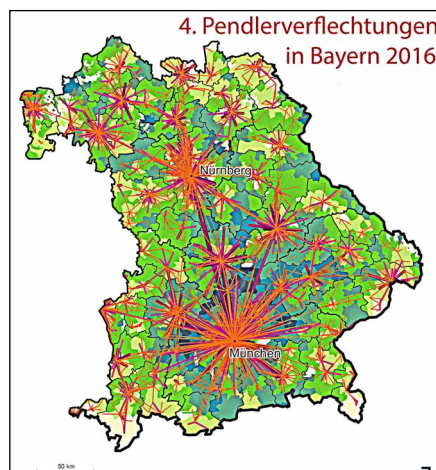 4. Pendlerverflechtungen
in Bayern 2016
Nürnberg
München
50 km